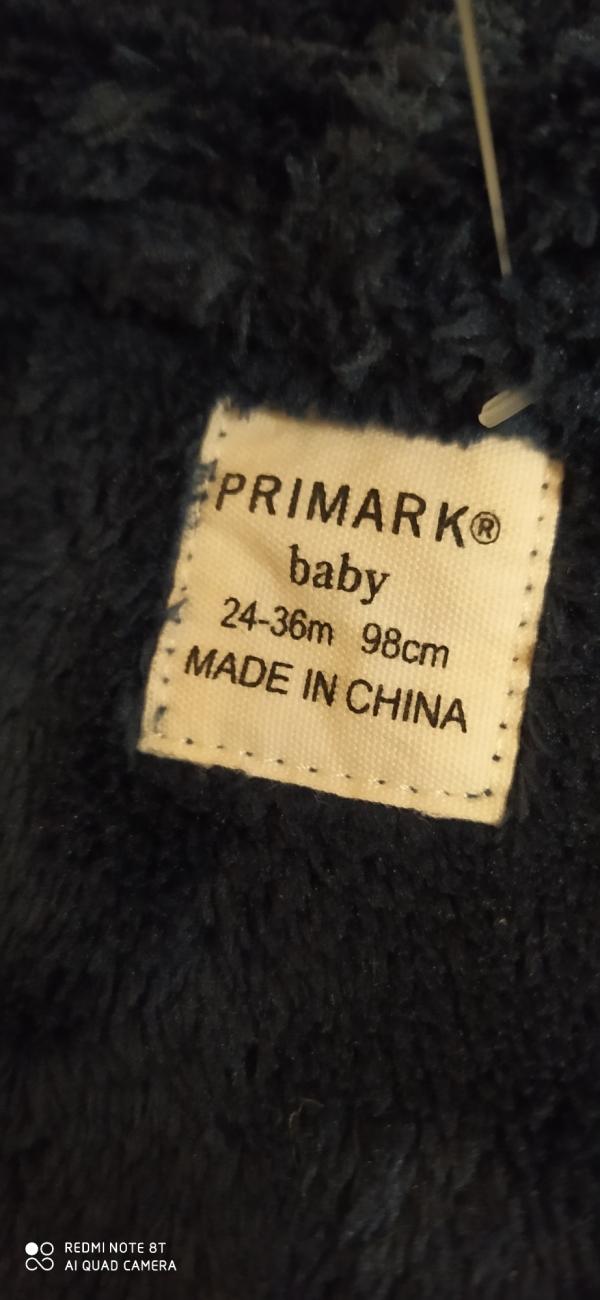 PRIMARK®
baby
24-36m 98cm
MADE IN CHINA
REDMI NOTE 8T
AI QUAD CAMERA